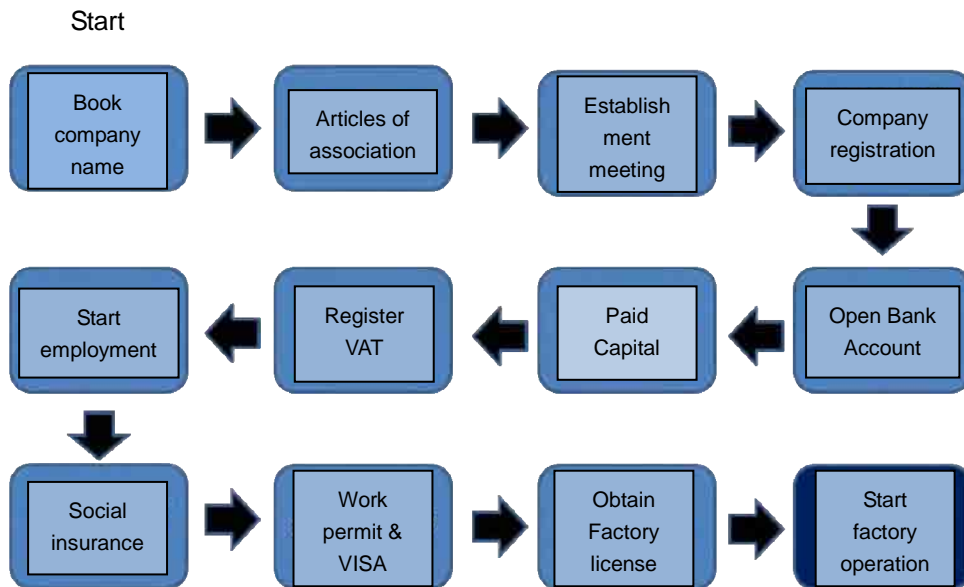 Start
Book
company
name
Articles of
association
Establish
ment
meeting
Company
registration
Open Bank
Account
Paid
Capital
Register
VAT
Start
employment
Social
insurance
Work
permit &
VISA
Obtain
Factory
license
Start
factory
operation